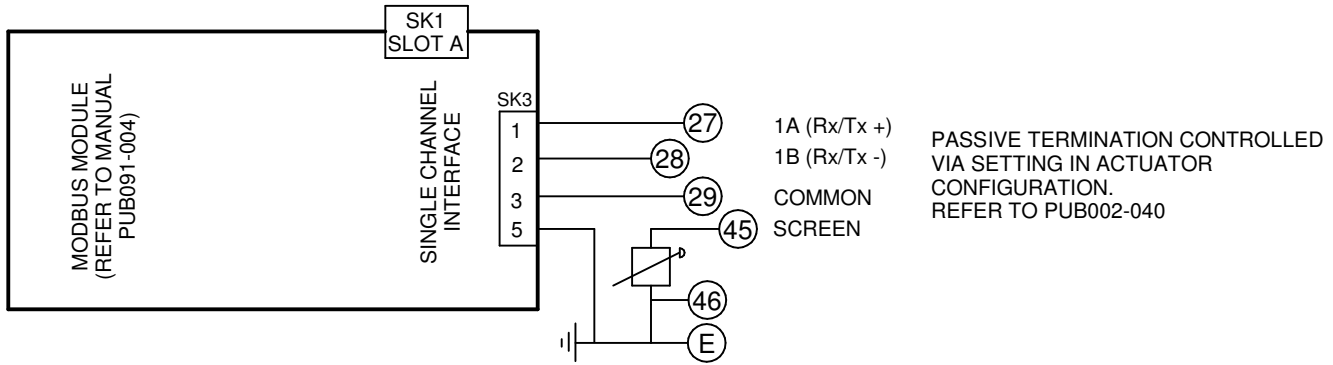 SK1
SLOT A
MODBUS MODULE
(REFER TO MANUAL
PUB091-004)
SINGLE CHANNEL
INTERFACE
SK3
1
2
3
5
27
28
29
45
46
E
1A (Rx/Tx +)
1B (Rx/Tx -)
COMMON
SCREEN
PASSIVE TERMINATION CONTROLLED
VIA SETTING IN ACTUATOR
CONFIGURATION.
REFER TO PUB002-040